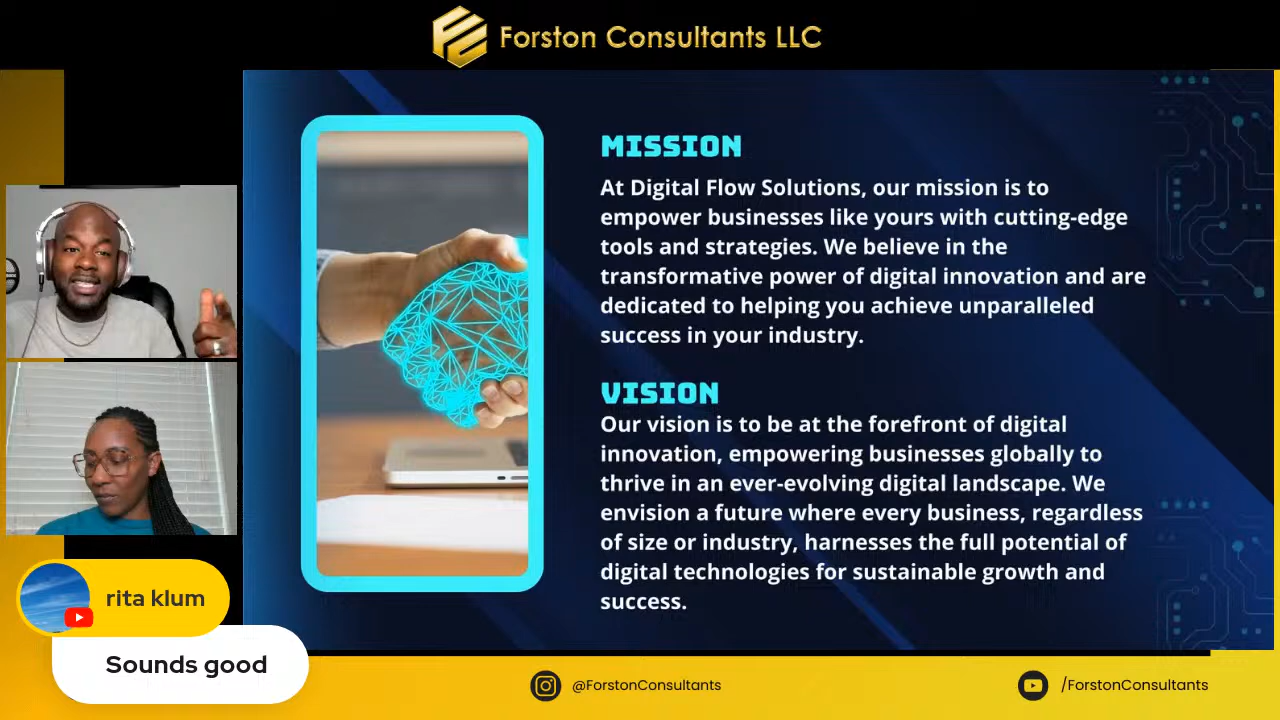 Forston Consultants LLC
MISSION
At Digital Flow Solutions, our mission is to
empower businesses like yours with cutting-edge
tools and strategies. We believe in the
transformative power of digital innovation and are
dedicated to helping you achieve unparalleled
success in your industry.
VISION
Our vision is to be at the forefront of digital
innovation, empowering businesses globally to
thrive in an ever-evolving digital landscape. We
envision a future where every business, regardless
of size or industry, harnesses the full potential of
digital technologies for sustainable growth and
success.
rita klum
Sounds good
@ForstonConsultants
/ForstonConsultants